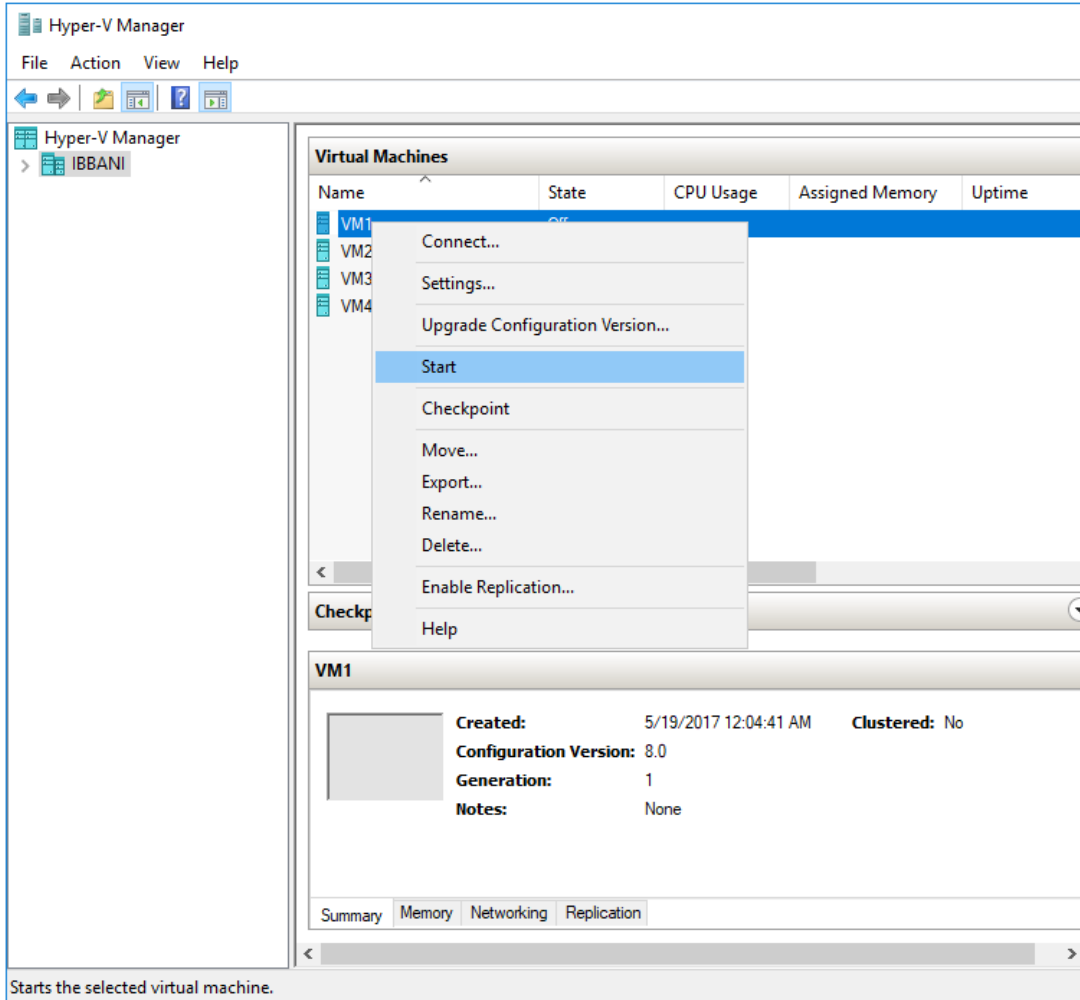 Hyper-V Manager
File Action View Help
Hyper-V Manager
IBBANI
Virtual Machines
Name State CPU Usage Assigned Memory Uptime
VM1 Off
VM2
VM3
VM4
Connect...
Settings...
Upgrade Configuration Version...
Start
Checkpoint
Move...
Export...
Rename...
Delete...
Enable Replication...
Help
Checkp
VM1
Created: 5/19/2017 12:04:41 AM Clustered: No
Configuration Version: 8.0
Generation: 1
Notes: None
Summary Memory Networking Replication
Starts the selected virtual machine.